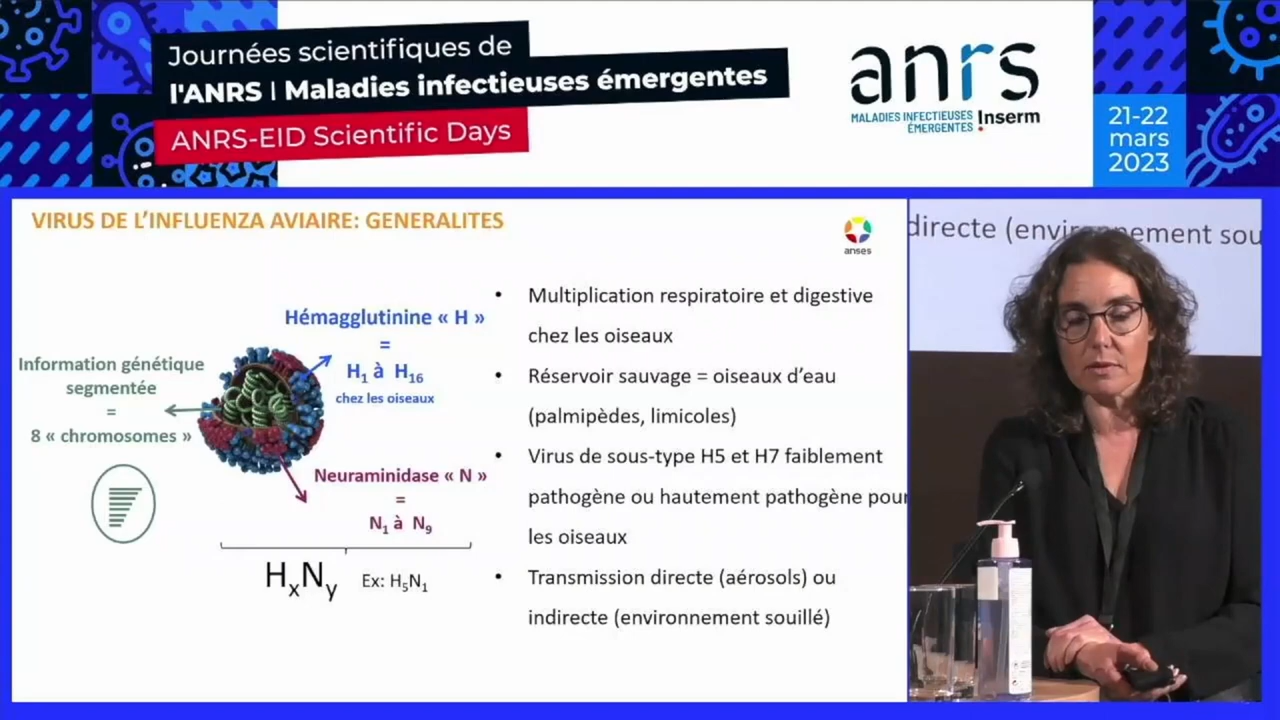 Journées scientifiques de
l'ANRS | Maladies infectieuses émergentes
ANRS-EID Scientific Days
anrs
MALADIES INFECTIEUSES
ÉMERGENTES
Inserm
21-22
mars
2023
VIRUS DE L'INFLUENZA AVIAIRE: GENERALITES
anses
Information génétique
segmentée
=
8 « chromosomes »
Hémagglutinine « H »
=
H1 à H16
chez les oiseaux
Neuraminidase « N »
=
N1 à N9
HxNy Ex: H5N1
• Multiplication respiratoire et digestive
chez les oiseaux
• Réservoir sauvage = oiseaux d'eau
(palmipèdes, limicoles)
• Virus de sous-type H5 et H7 faiblement
pathogène ou hautement pathogène pour
les oiseaux
• Transmission directe (aérosols) ou
indirecte (environnement souillé)
directe (environnement sou